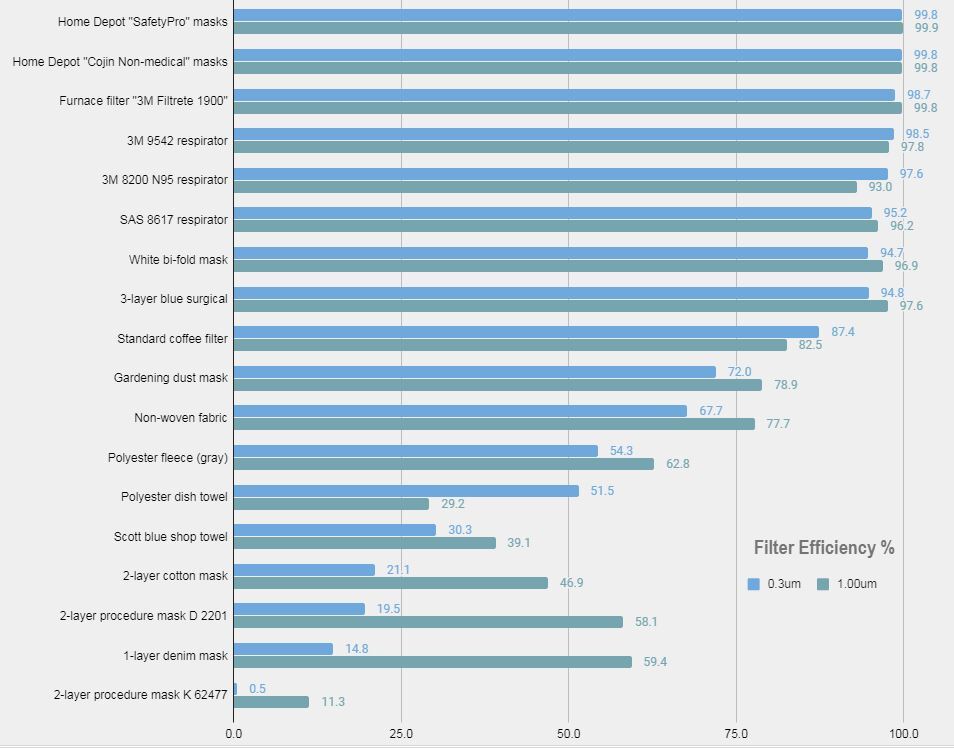 Home Depot "SafetyPro" masks 99.8
99.9
Home Depot "Cojin Non-medical" masks 99.8
99.8
Furnace filter "3M Filtrete 1900" 98.7
99.8
3M 9542 respirator 98.5
97.8
3M 8200 N95 respirator 97.6
93.0
SAS 8617 respirator 95.2
96.2
White bi-fold mask 94.7
96.9
3-layer blue surgical 94.8
97.6
Standard coffee filter 87.4
82.5
Gardening dust mask 72.0
78.9
Non-woven fabric 67.7
77.7
Polyester fleece (gray) 54.3
62.8
Polyester dish towel 51.5
29.2
Scott blue shop towel 30.3
39.1
2-layer cotton mask 21.1
46.9
2-layer procedure mask D 2201 19.5
58.1
1-layer denim mask 14.8
59.4
2-layer procedure mask K 62477 0.5
11.3
0.0 25.0 50.0 75.0 100.0
Filter Efficiency %
0.3um 1.00um